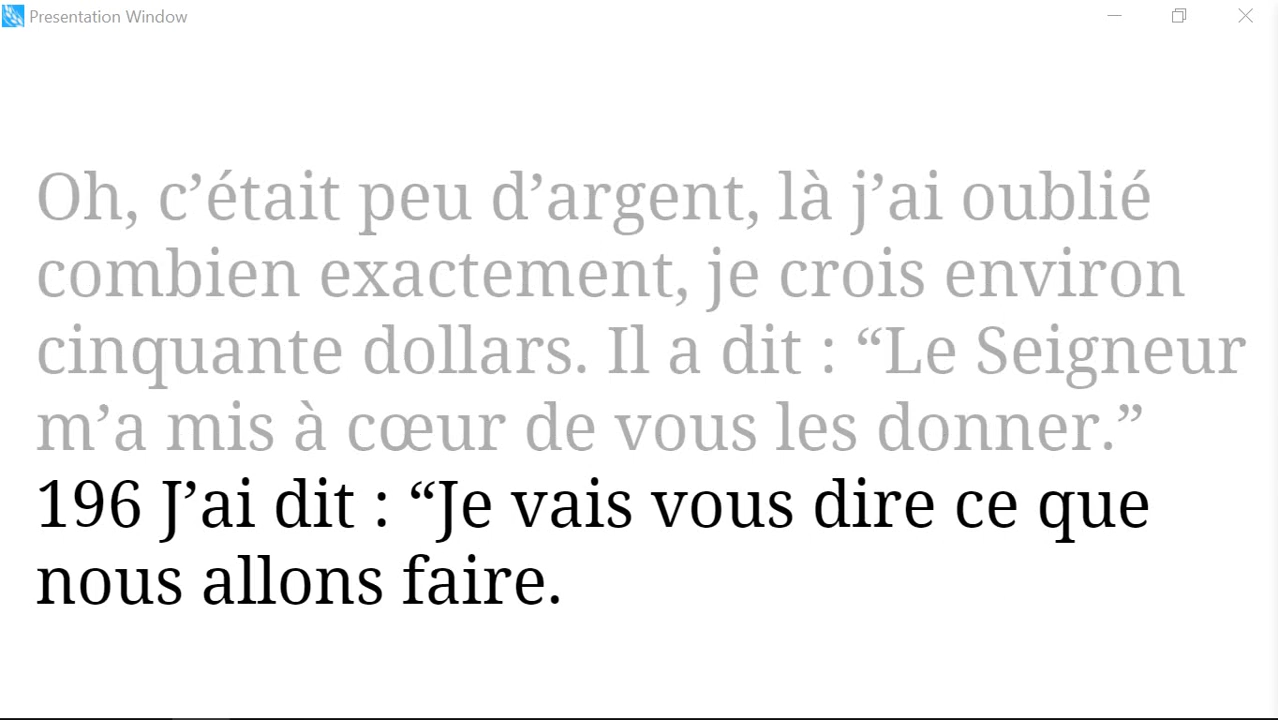 Presentation Window
Oh, c’était peu d’argent, là j’ai oublié
combien exactement, je crois environ
cinquante dollars. Il a dit : “Le Seigneur
m’a mis à cœur de vous les donner.”
196 J’ai dit : “Je vais vous dire ce que
nous allons faire.